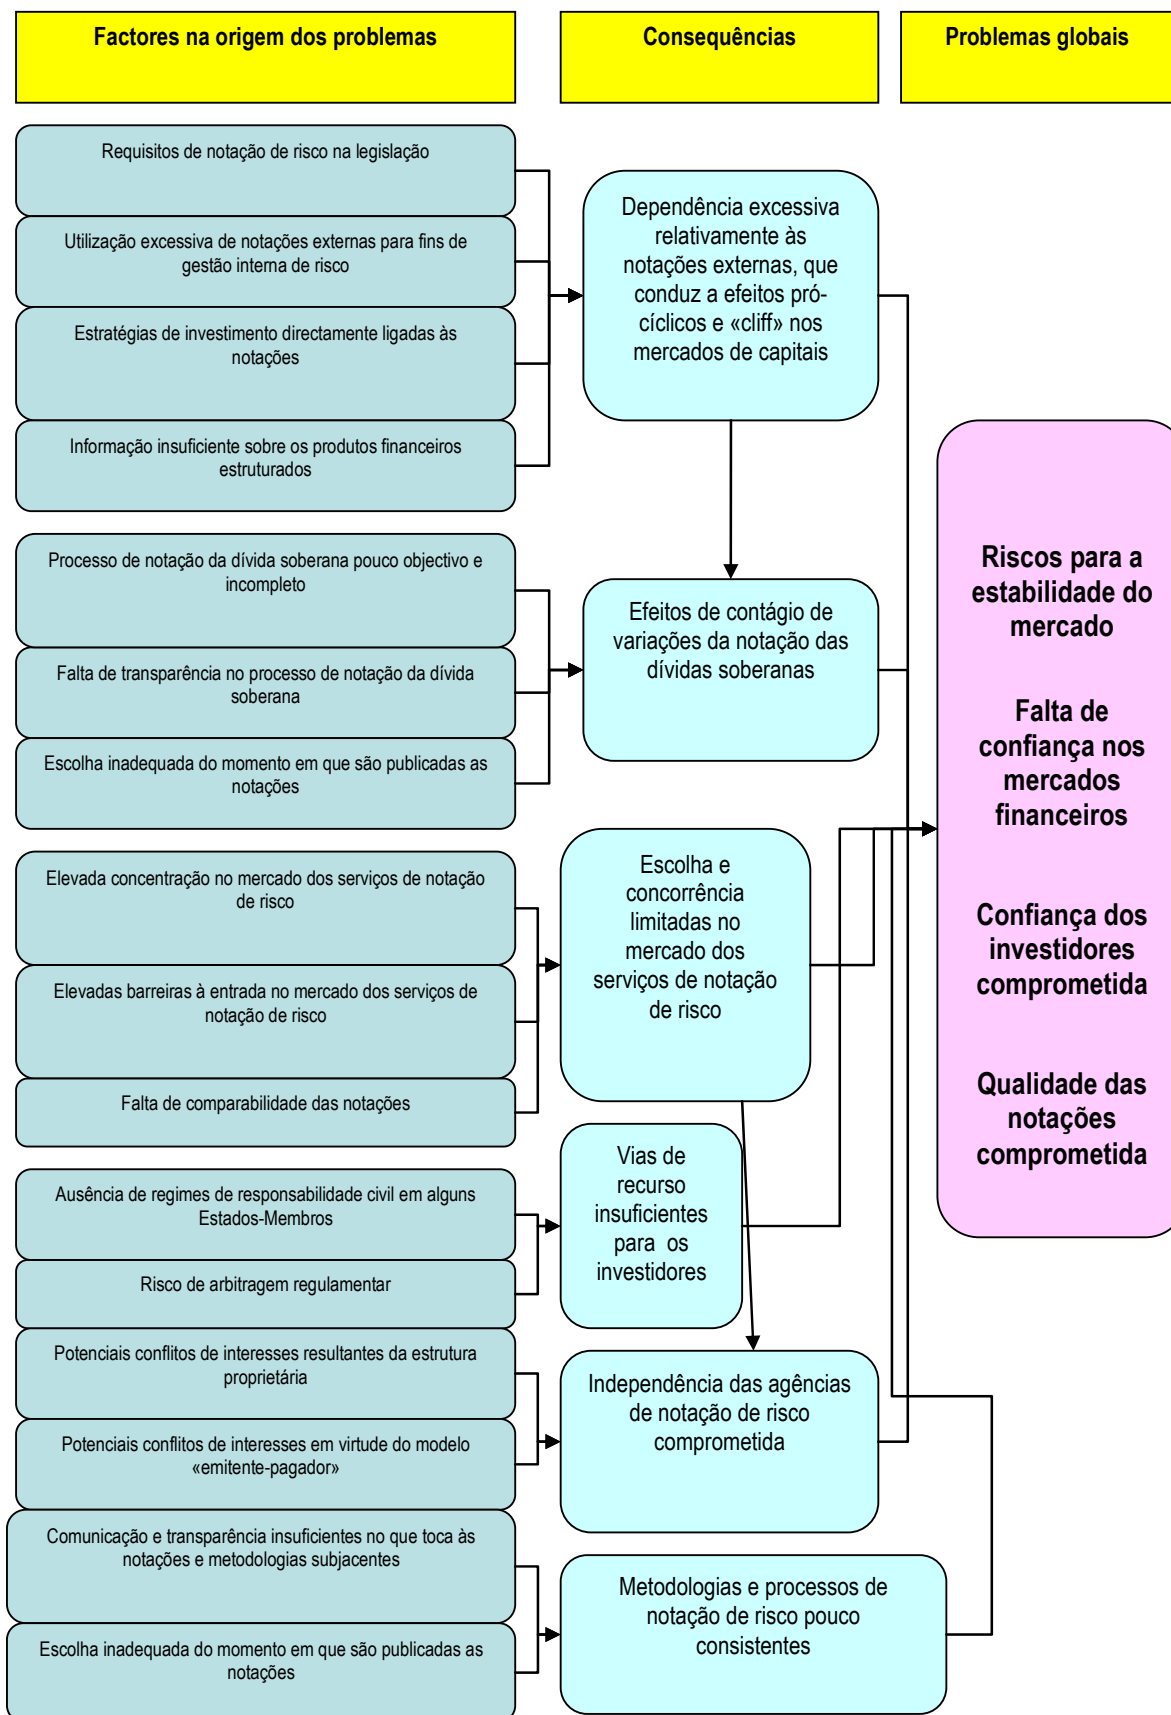 Factores na origem dos problemas
Consequências
Problemas globais
Requisitos de notação de risco na legislação
Utilização excessiva de notações externas para fins de
gestão interna de risco
Estratégias de investimento directamente ligadas às
notações
Informação insuficiente sobre os produtos financeiros
estruturados
Dependência excessiva
relativamente às
notações externas, que
conduz a efeitos pró-
cíclicos e «cliff» nos
mercados de capitais
Processo de notação da dívida soberana pouco objectivo e
incompleto
Falta de transparência no processo de notação da dívida
soberana
Escolha inadequada do momento em que são publicadas as
notações
Efeitos de contágio de
variações da notação das
dívidas soberanas
Elevada concentração no mercado dos serviços de notação
de risco
Elevadas barreiras à entrada no mercado dos serviços de
notação de risco
Falta de comparabilidade das notações
Escolha e
concorrência
limitadas no
mercado dos
serviços de notação
de risco
Ausência de regimes de responsabilidade civil em alguns
Estados-Membros
Risco de arbitragem regulamentar
Vias de
recurso
insuficientes
para os
investidores
Potenciais conflitos de interesses resultantes da estrutura
proprietária
Potenciais conflitos de interesses em virtude do modelo
«emitente-pagador»
Independência das agências
de notação de risco
comprometida
Comunicação e transparência insuficientes no que toca às
notações e metodologias subjacentes
Escolha inadequada do momento em que são publicadas as
notações
Metodologias e processos de
notação de risco pouco
consistentes
Riscos para a
estabilidade do
mercado
Falta de
confiança nos
mercados
financeiros
Confiança dos
investidores
comprometida
Qualidade das
notações
comprometida